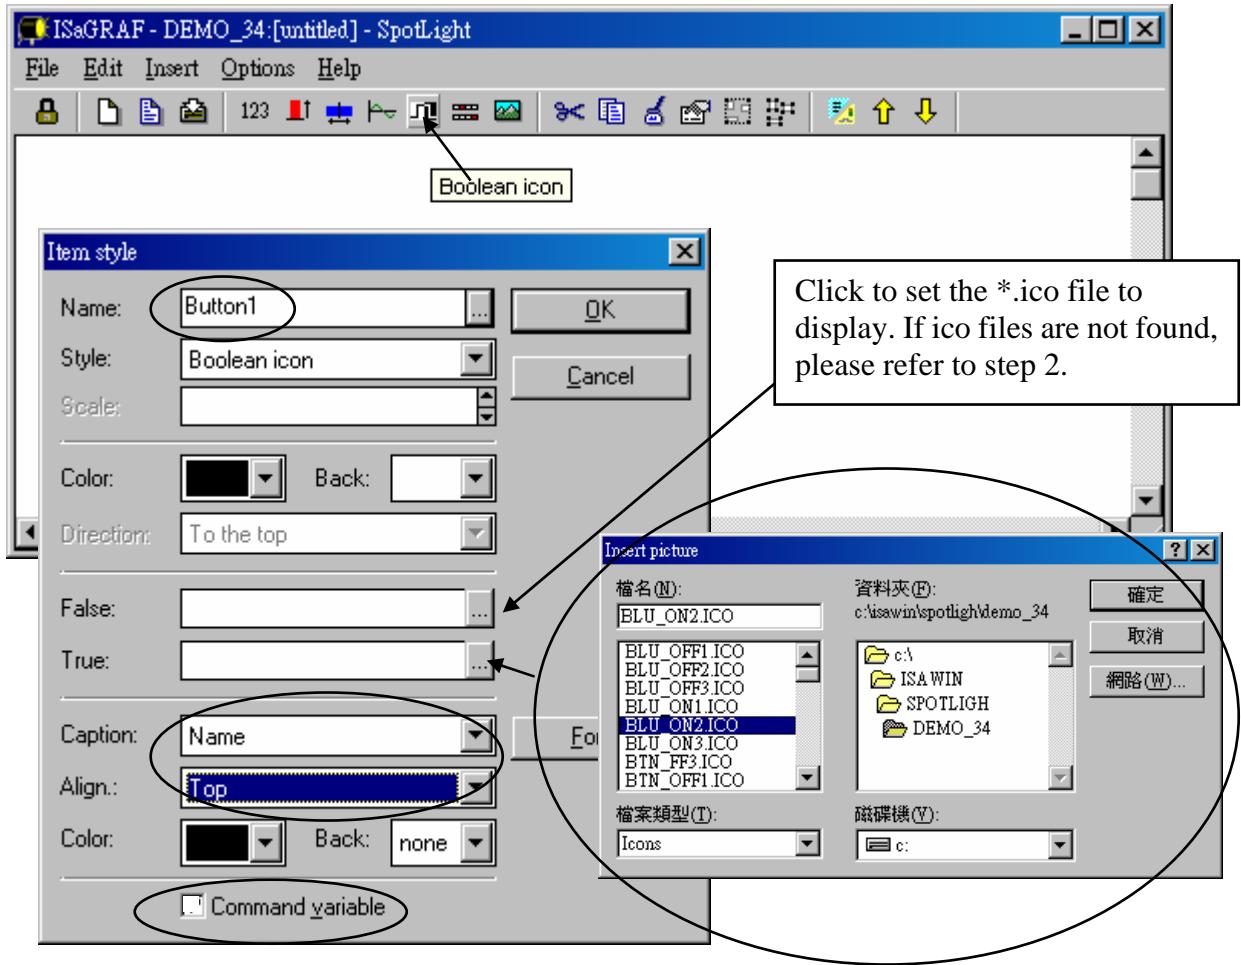 ISaGRAF - DEMO_34:[untitled] - SpotLight
File Edit Insert Options Help
123
Boolean icon
Item style
Name: Button1 ...
OK
Style: Boolean icon
Cancel
Scale:
Click to set the *.ico file to
display. If ico files are not found,
please refer to step 2.
Color: Back:
Direction: To the top
False: ...
True: ...
Caption: Name
Align.: Top
Color: Back: none
Command variable
Insert picture
檔名(N):
BLU_ON2.ICO
BLU_OFF1.ICO
BLU_OFF2.ICO
BLU_OFF3.ICO
BLU_ON1.ICO
BLU_ON2.ICO
BLU_ON3.ICO
BTN_FF3.ICO
BTN_OFF1.ICO
檔案類型(T):
Icons
資料夾(F):
c:\isawin\spotligh\demo_34
c:\
ISAWIN
SPOTLIGH
DEMO_34
磁碟機(V):
c:
確定
取消
網路(W)...